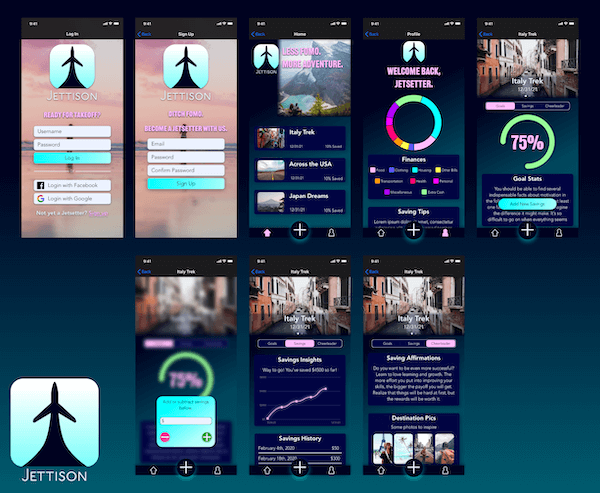 9:41
Log In
JETTISON
READY FOR TAKEOFF?
Username
Password
Log In
Login with Facebook
Login with Google
Not yet a Jetsetter? Sign up
9:41
Back
Sign Up
JETTISON
DITCH FOMO.
BECOME A JETSETTER WITH US.
Email
Password
Confirm Password
Sign Up
9:41
Home
JETTISON
LESS FOMO.
MORE ADVENTURE.
Italy Trek
12/31/21
Across the USA
12/31/21
10% Saved
Japan Dreams
12/31/21
10% Saved
9:41
Back
Profile
WELCOME BACK,
JETSETTER.
Finances
Food
Clothing
Housing
Other Bills
Transportation
Health
Personal
Miscellaneous
Extra Cash
Saving Tips
Lorem ipsum dolor sit amet, consectetur
9:41
Back
Italy Trek
Italy Trek
12/31/21
Goals
Savings
Cheerleader
75%
Goal Stats
You should be able to find several
indispensable facts about motivation in
Add New Savings
the difference it might make. It's so
difficult to go on when everything seems
9:41
Back
Italy Trek
75%
Add or subtract savings
below.
$
9:41
Back
Italy Trek
Italy Trek
12/31/21
Goals
Savings
Cheerleader
Savings Insights
Way to go! You've saved $4500 so far!
Savings History
February 4th, 2020 $50
February 18th, 2020 $300
9:41
Back
Italy Trek
Italy Trek
12/31/21
Goals
Savings
Cheerleader
Saving Affirmations
Do you want to be even more successful?
Learn to love learning and growth. The
more effort you put into improving your
skills, the bigger the payoff you will get.
Realize that things will be hard at first, but
the rewards will be worth it.
Destination Pics
Some photos to inspire
JETTISON